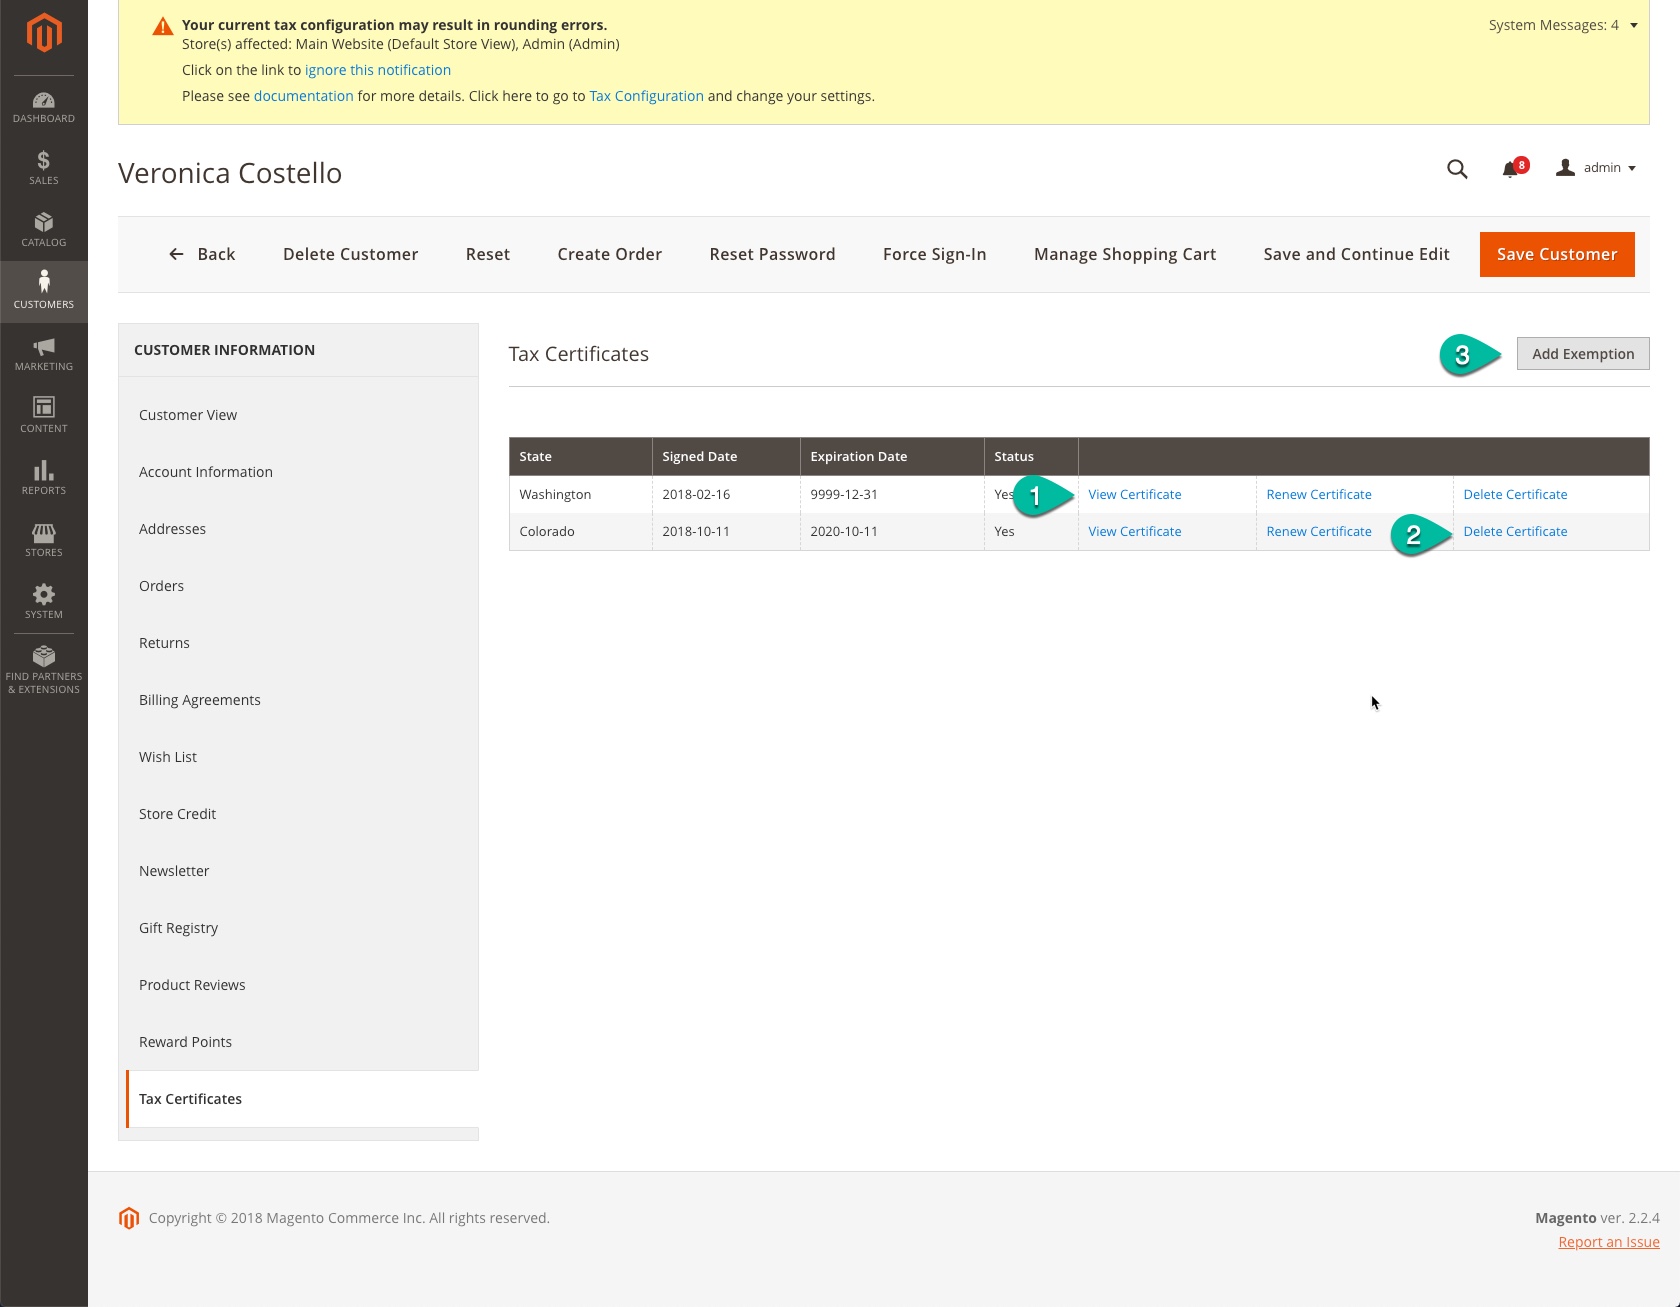 Your current tax configuration may result in rounding errors.
System Messages: 4
Store(s) affected: Main Website (Default Store View), Admin (Admin)
Click on the link to ignore this notification
Please see documentation for more details. Click here to go to Tax Configuration and change your settings.
DASHBOARD
SALES
CATALOG
CUSTOMERS
MARKETING
CONTENT
REPORTS
STORES
SYSTEM
FIND PARTNERS
& EXTENSIONS
Veronica Costello
8
admin
Back Delete Customer Reset Create Order Reset Password Force Sign-In Manage Shopping Cart Save and Continue Edit Save Customer
CUSTOMER INFORMATION
Customer View
Account Information
Addresses
Orders
Returns
Billing Agreements
Wish List
Store Credit
Newsletter
Gift Registry
Product Reviews
Reward Points
Tax Certificates
Tax Certificates
3 Add Exemption
State Signed Date Expiration Date Status
Washington 2018-02-16 9999-12-31 Yes 1 View Certificate Renew Certificate Delete Certificate
Colorado 2018-10-11 2020-10-11 Yes View Certificate Renew Certificate 2 Delete Certificate
Copyright © 2018 Magento Commerce Inc. All rights reserved.
Magento ver. 2.2.4
Report an Issue